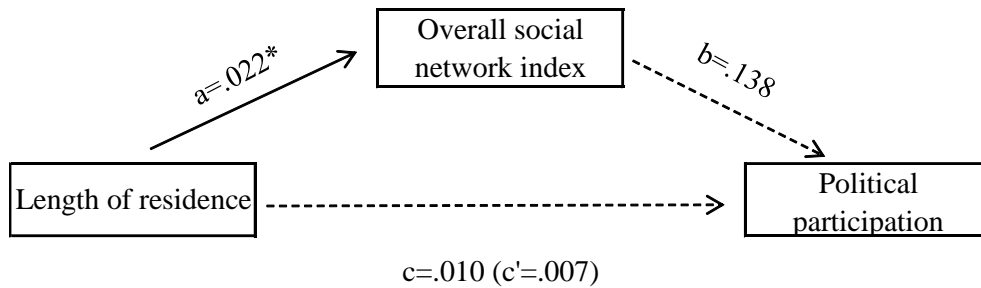 Overall social
network index
a=.022*
b=.138
Length of residence
Political
participation
c=.010 (c'=.007)